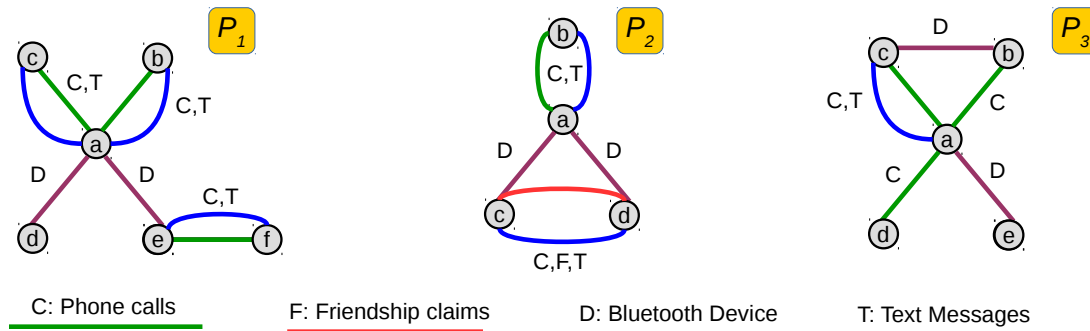 P1
c
b
C,T
C,T
a
D
D
C,T
d
e
f
P2
b
C,T
a
D
D
c
d
C,F,T
P3
D
c
b
C,T
C
a
C
D
d
e
C: Phone calls
F: Friendship claims
D: Bluetooth Device
T: Text Messages